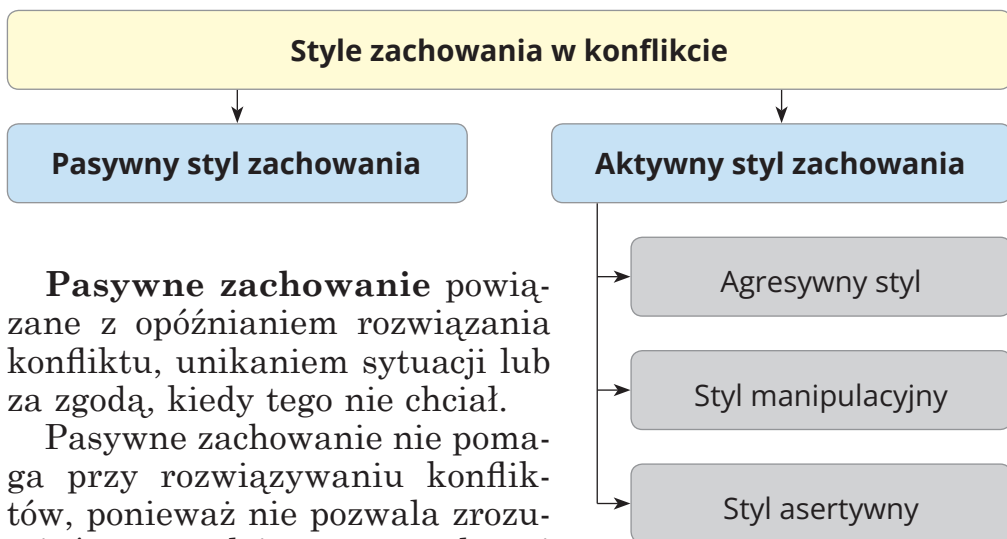 Style zachowania w konflikcie
Pasywny styl zachowania
Aktywny styl zachowania
Agresywny styl
Styl manipulacyjny
Styl asertywny
Pasywne zachowanie powią-
zane z opóźnianiem rozwiązania
konfliktu, unikaniem sytuacji lub
za zgodą, kiedy tego nie chciał.
Pasywne zachowanie nie poma-
ga przy rozwiązywaniu konflik-
tów, ponieważ nie pozwala zrozu-